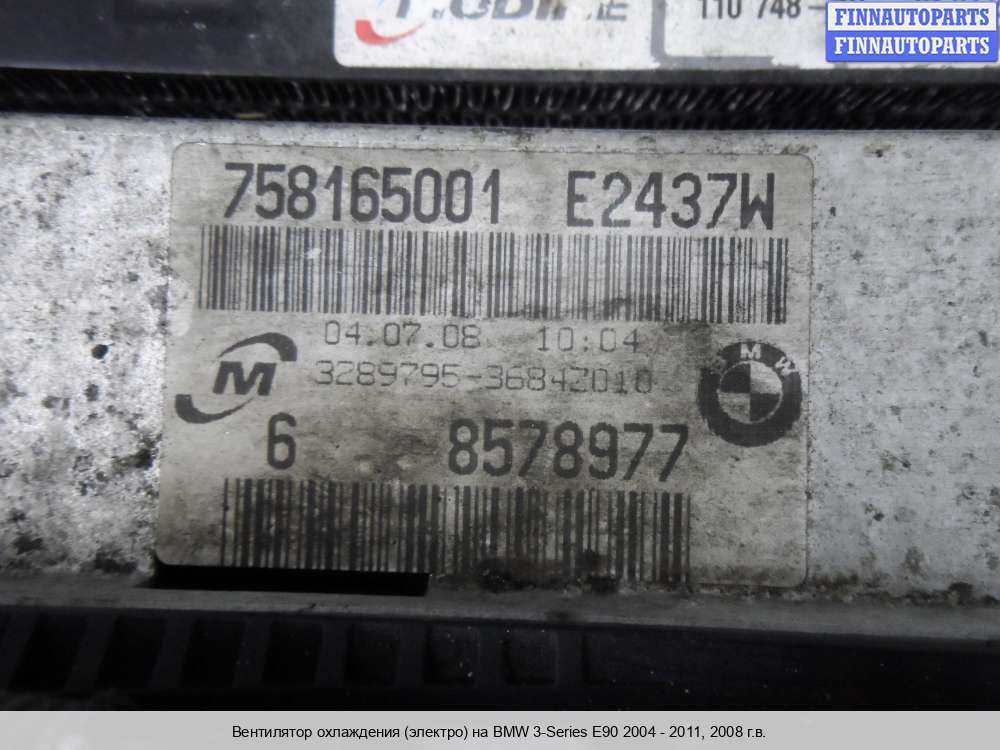 110 748-
FINNAUTOPARTS
FINNAUTOPARTS
758165001 E2437W
04.07.08 10:04
M
3289795-3684Z010
BMW
6 8578977
Вентилятор охлаждения (электро) на BMW 3-Series E90 2004 - 2011, 2008 г.в.